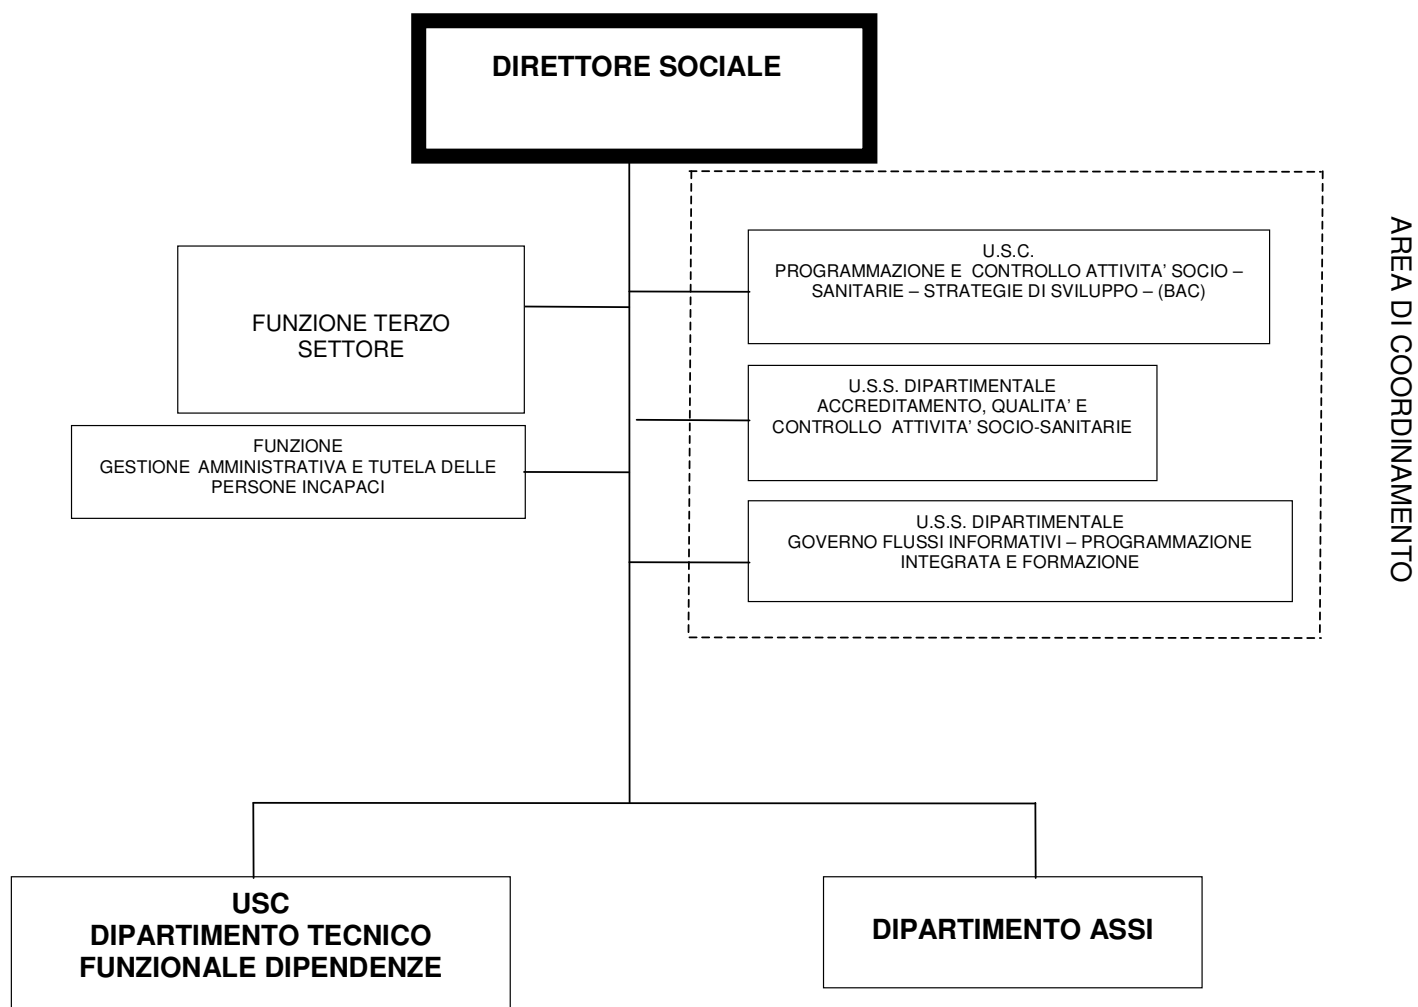 DIRETTORE SOCIALE
U.S.C.
PROGRAMMAZIONE E CONTROLLO ATTIVITA' SOCIO –
SANITARIE – STRATEGIE DI SVILUPPO – (BAC)
AREA DI COORDINAMENTO
FUNZIONE TERZO
SETTORE
U.S.S. DIPARTIMENTALE
ACCREDITAMENTO, QUALITA' E
CONTROLLO ATTIVITA' SOCIO-SANITARIE
FUNZIONE
GESTIONE AMMINISTRATIVA E TUTELA DELLE
PERSONE INCAPACI
U.S.S. DIPARTIMENTALE
GOVERNO FLUSSI INFORMATIVI – PROGRAMMAZIONE
INTEGRATA E FORMAZIONE
USC
DIPARTIMENTO TECNICO
FUNZIONALE DIPENDENZE
DIPARTIMENTO ASSI